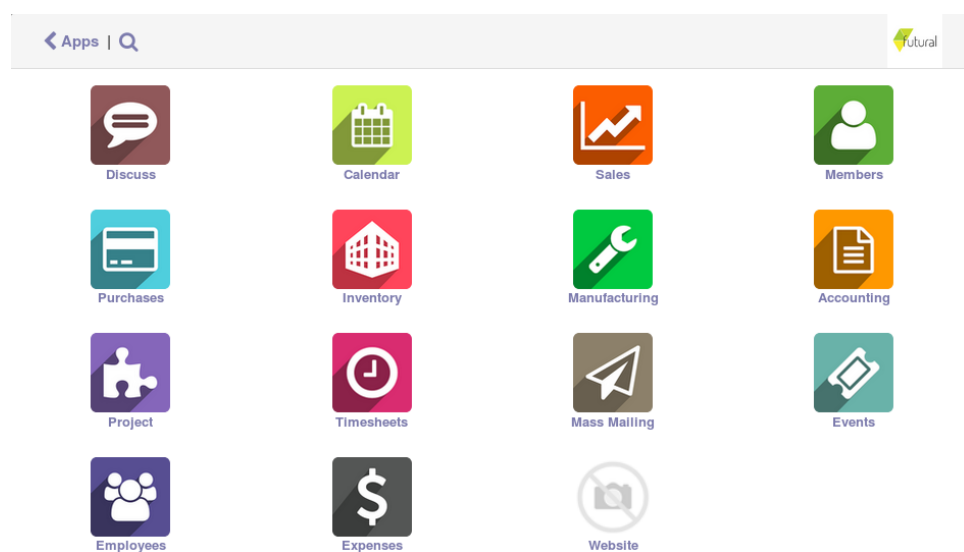 Apps |
futural
Discuss
Calendar
Sales
Members
Purchases
Inventory
Manufacturing
Accounting
Project
Timesheets
Mass Mailing
Events
Employees
Expenses
Website